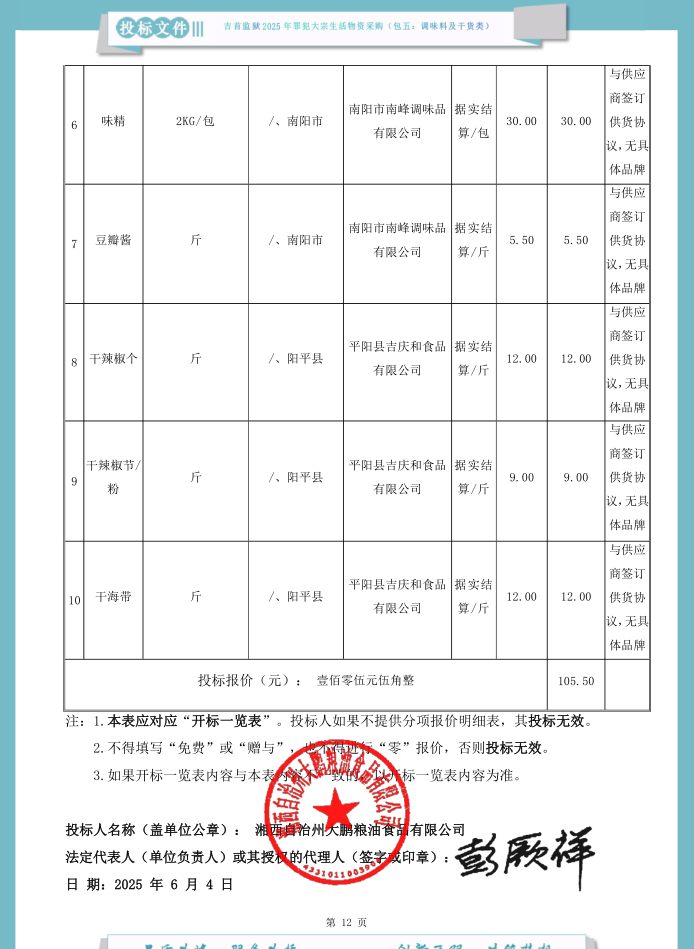 投标文件
吉首监狱2025年罪犯大宗生活物资采购（包五：调味料及干货类）
6 味精 2KG/包 /、南阳市 南阳市南峰调味品有限公司 据实结算/包 30.00 30.00 与供应商签订供货协议,无具体品牌
7 豆瓣酱 斤 /、南阳市 南阳市南峰调味品有限公司 据实结算/斤 5.50 5.50 与供应商签订供货协议,无具体品牌
8 干辣椒个 斤 /、阳平县 平阳县吉庆和食品有限公司 据实结算/斤 12.00 12.00 与供应商签订供货协议,无具体品牌
9 干辣椒节/粉 斤 /、阳平县 平阳县吉庆和食品有限公司 据实结算/斤 9.00 9.00 与供应商签订供货协议,无具体品牌
10 干海带 斤 /、阳平县 平阳县吉庆和食品有限公司 据实结算/斤 12.00 12.00 与供应商签订供货协议,无具体品牌
投标报价（元）： 壹佰零伍元伍角整 105.50
注：1.本表应对应“开标一览表”。投标人如果不提供分项报价明细表，其投标无效。
2.不得填写“免费”或“赠与”，也不得进行“零”报价，否则投标无效。
3.如果开标一览表内容与本表内容不一致的，以开标一览表内容为准。
投标人名称（盖单位公章）： 湘西自治州大鹏粮油食品有限公司
法定代表人（单位负责人）或其授权的代理人（签字或印章）：
日 期：2025 年 6 月 4 日
湘西自治州大鹏粮油食品有限公司
第 12 页